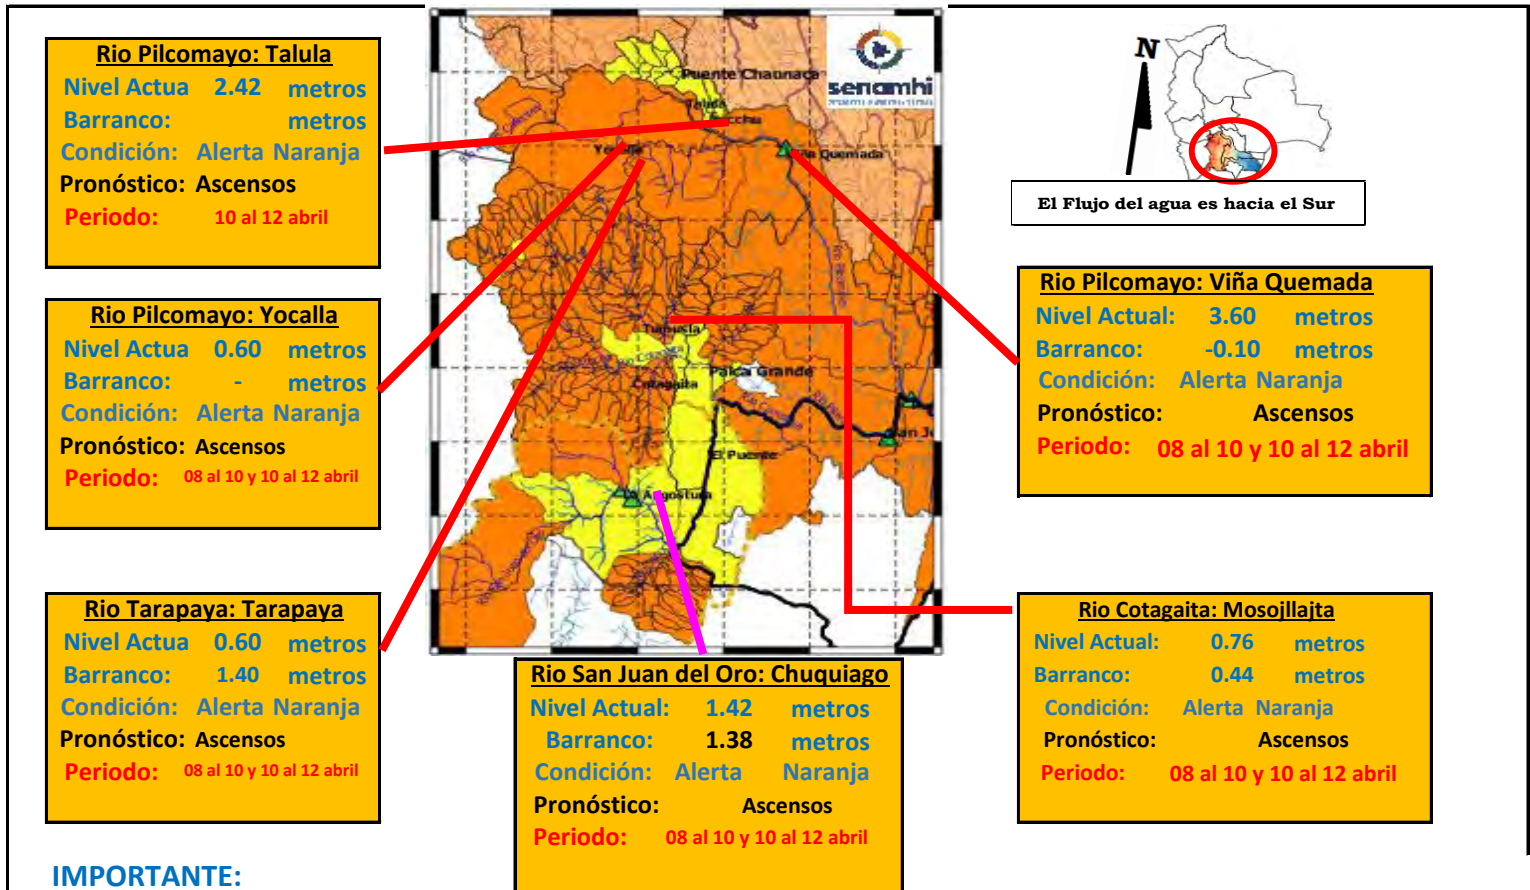 Rio Pilcomayo: Talula
Nivel Actua 2.42 metros
Barranco: metros
Condición: Alerta Naranja
Pronóstico: Ascensos
Periodo: 10 al 12 abril
Rio Pilcomayo: Yocalla
Nivel Actua 0.60 metros
Barranco: - metros
Condición: Alerta Naranja
Pronóstico: Ascensos
Periodo: 08 al 10 y 10 al 12 abril
Rio Tarapaya: Tarapaya
Nivel Actua 0.60 metros
Barranco: 1.40 metros
Condición: Alerta Naranja
Pronóstico: Ascensos
Periodo: 08 al 10 y 10 al 12 abril
IMPORTANTE:
senamhi
Puente Chaunaca
Talula
Yocalla
Viña Quemada
Tumusla
Rio Cotagaita
Cotagaita
Palca Grande
El Puente
La Angostura
Rio San Juan del Oro: Chuquiago
Nivel Actual: 1.42 metros
Barranco: 1.38 metros
Condición: Alerta Naranja
Pronóstico: Ascensos
Periodo: 08 al 10 y 10 al 12 abril
N
El Flujo del agua es hacia el Sur
Rio Pilcomayo: Viña Quemada
Nivel Actual: 3.60 metros
Barranco: -0.10 metros
Condición: Alerta Naranja
Pronóstico: Ascensos
Periodo: 08 al 10 y 10 al 12 abril
Rio Cotagaita: Mosojllajta
Nivel Actual: 0.76 metros
Barranco: 0.44 metros
Condición: Alerta Naranja
Pronóstico: Ascensos
Periodo: 08 al 10 y 10 al 12 abril